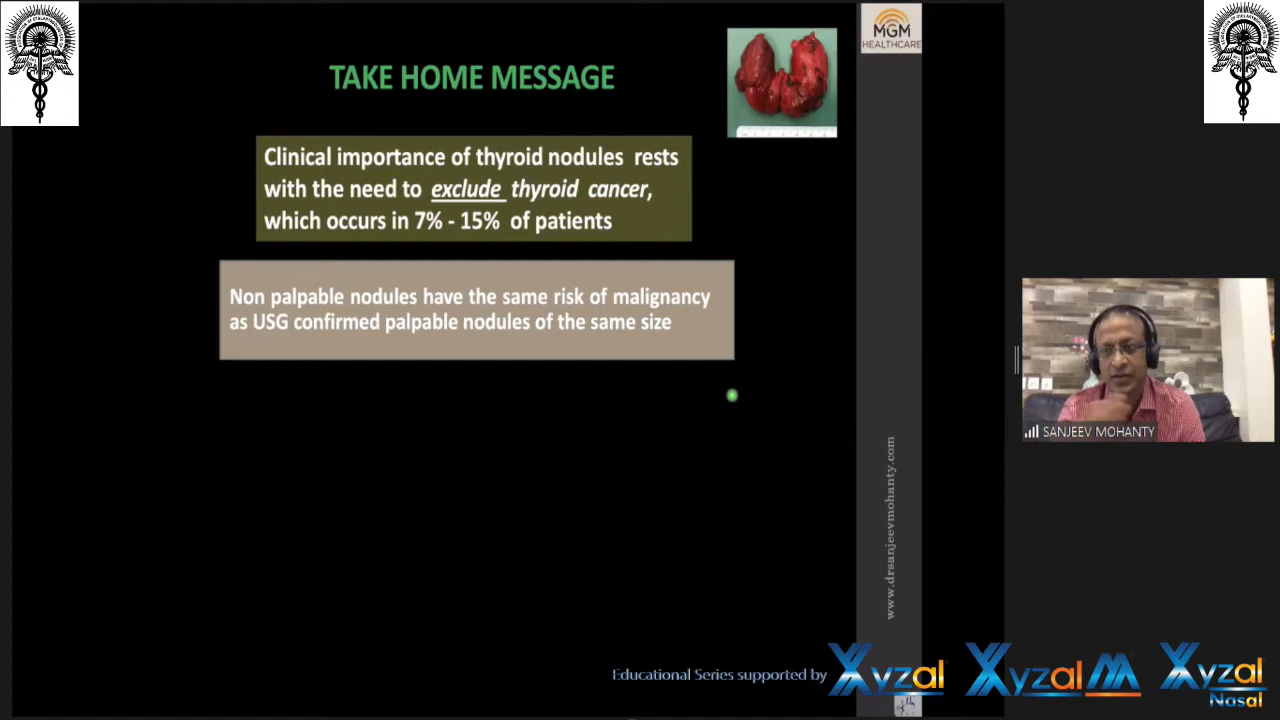 MGM
HEALTHCARE
TAKE HOME MESSAGE
Clinical importance of thyroid nodules rests
with the need to exclude thyroid cancer,
which occurs in 7% - 15% of patients
Non palpable nodules have the same risk of malignancy
as USG confirmed palpable nodules of the same size
SANJEEV MOHANTY
www.drsanjeevmohanty.com
Educational Series supported by
Xyzal
Xyzal M
Xyzal
Nasal